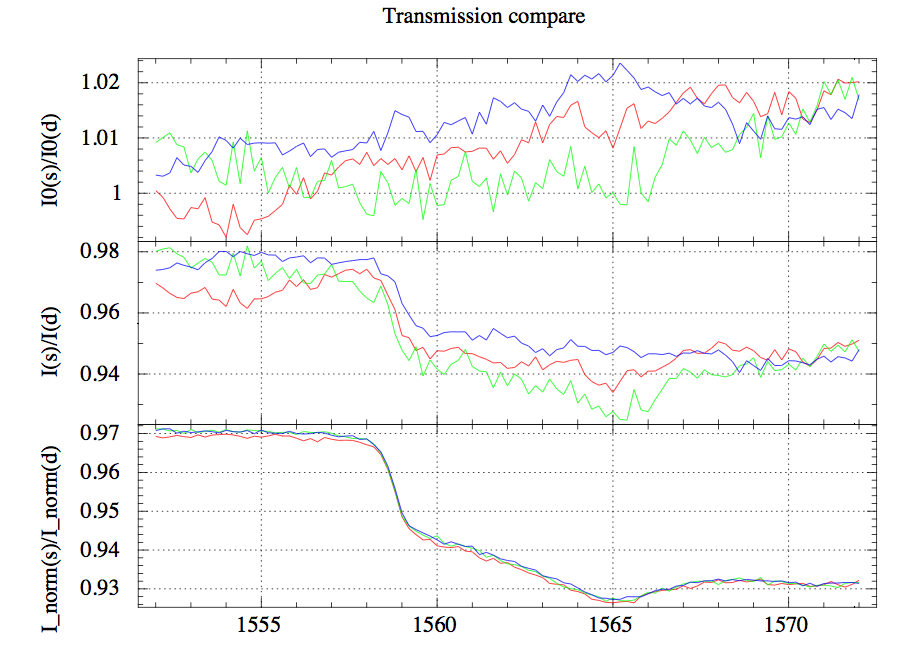 Transmission compare
I0(s)/I0(d)
1.02
1.01
1
I(s)/I(d)
0.98
0.96
0.94
I_norm(s)/I_norm(d)
0.97
0.96
0.95
0.94
0.93
1555 1560 1565 1570